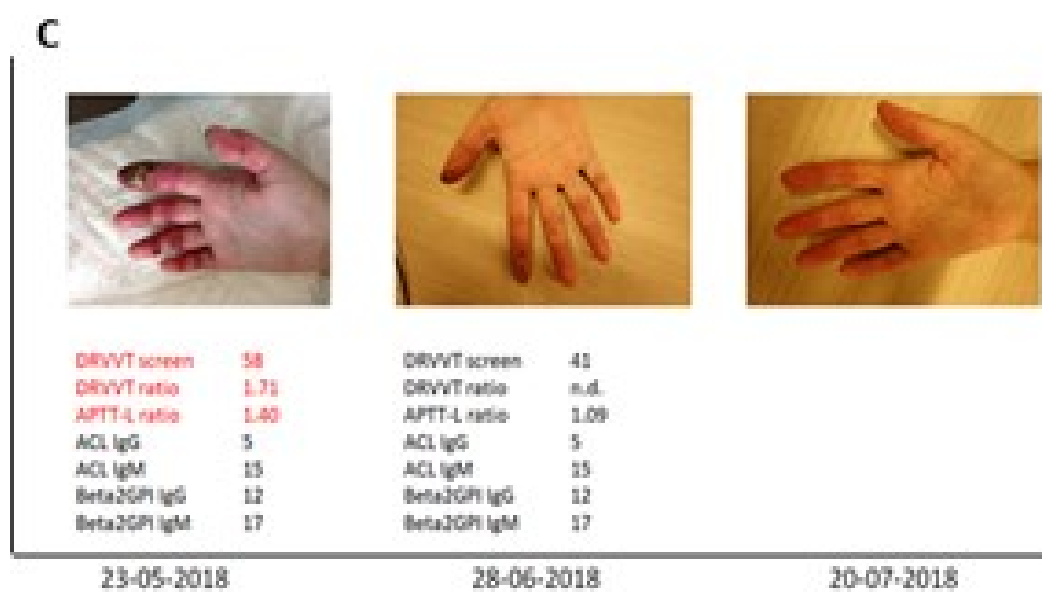 C
DRVVT screen 58
DRVVT ratio 1.71
APTT-L ratio 1.40
ACL IgG 5
ACL IgM 15
Beta2GPI IgG 12
Beta2GPI IgM 17
DRVVT screen 41
DRVVT ratio n.d.
APTT-L ratio 1.09
ACL IgG 5
ACL IgM 15
Beta2GPI IgG 12
Beta2GPI IgM 17
23-05-2018 28-06-2018 20-07-2018